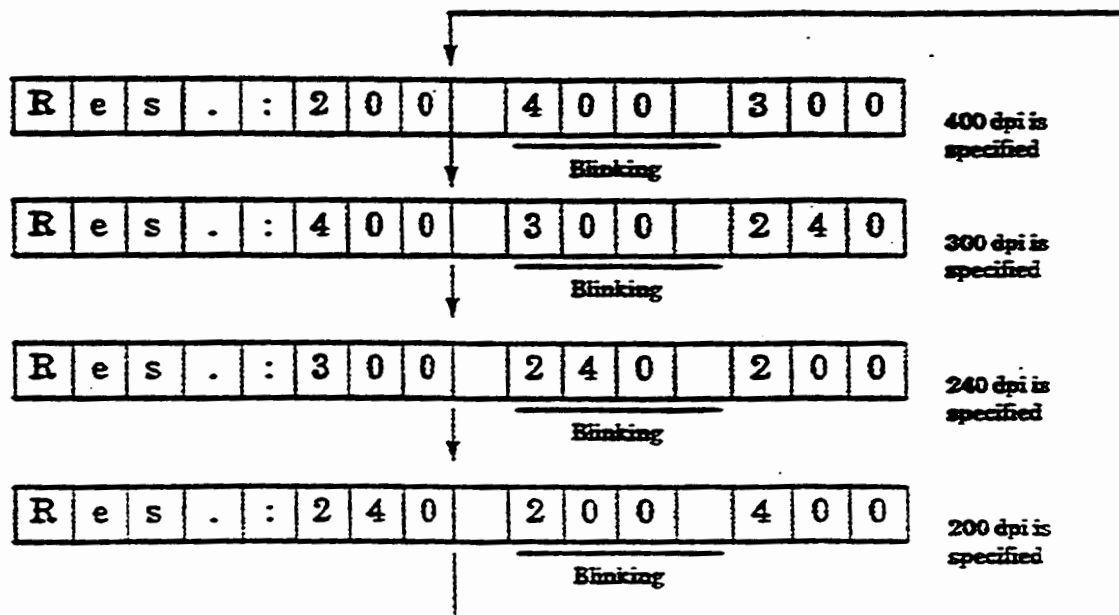 Res.:200 400 300
400 dpi is
specified
Blinking
Res.:400 300 240
300 dpi is
specified
Blinking
Res.:300 240 200
240 dpi is
specified
Blinking
Res.:240 200 400
200 dpi is
specified
Blinking